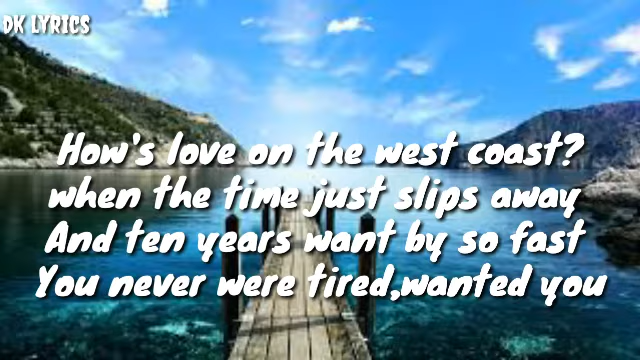 DK LYRICS
How's love on the west coast?
when the time just slips away
And ten years want by so fast
You never were tired,wanted you